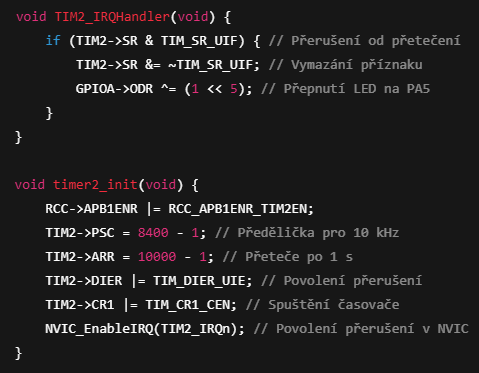 void TIM2_IRQHandler(void) {
    if (TIM2->SR & TIM_SR_UIF) { // Přerušení od přetečení
        TIM2->SR &= ~TIM_SR_UIF; // Vymazání příznaku
        GPIOA->ODR ^= (1 << 5); // Přepnutí LED na PA5
    }
}

void timer2_init(void) {
    RCC->APB1ENR |= RCC_APB1ENR_TIM2EN;
    TIM2->PSC = 8400 - 1; // Předělička pro 10 kHz
    TIM2->ARR = 10000 - 1; // Přeteče po 1 s
    TIM2->DIER |= TIM_DIER_UIE; // Povolení přerušení
    TIM2->CR1 |= TIM_CR1_CEN; // Spuštění časovače
    NVIC_EnableIRQ(TIM2_IRQn); // Povolení přerušení v NVIC
}